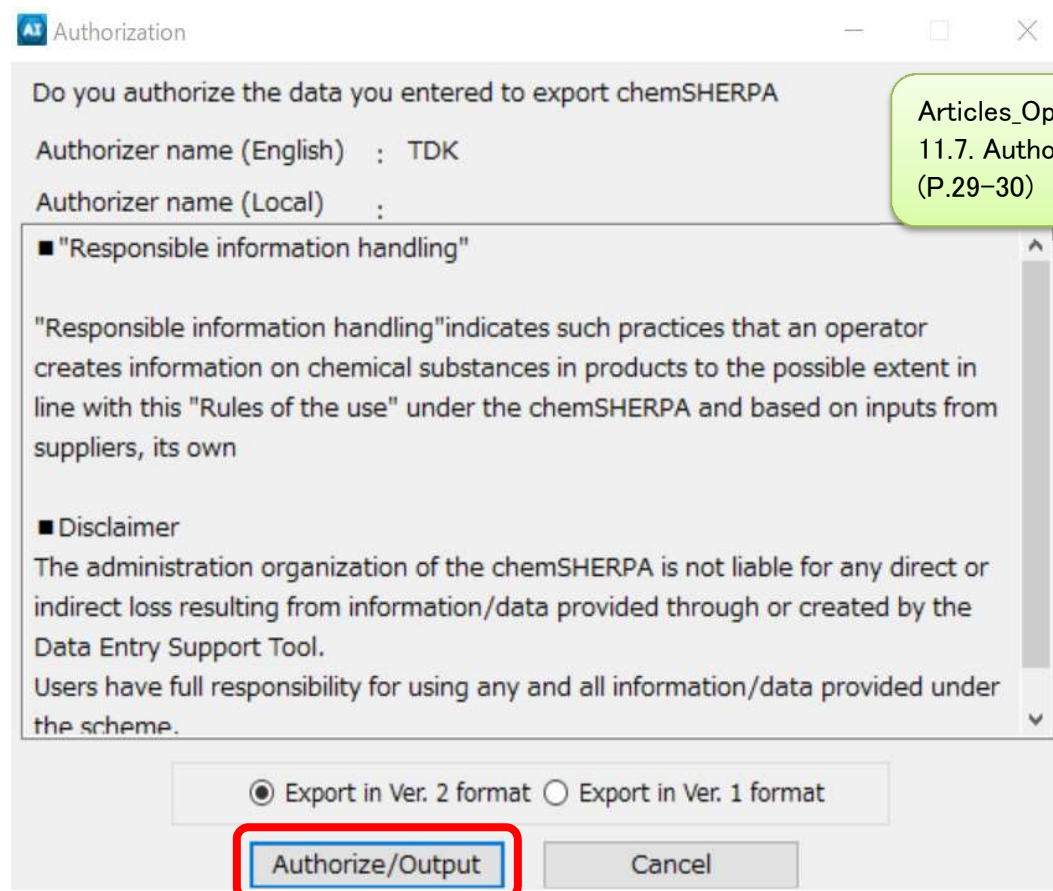 AI Authorization
Do you authorize the data you entered to export chemSHERPA
Authorizer name (English) : TDK
Authorizer name (Local) :
Articles_Op
11.7. Autho
(P.29-30)
■"Responsible information handling"
"Responsible information handling"indicates such practices that an operator
creates information on chemical substances in products to the possible extent in
line with this "Rules of the use" under the chemSHERPA and based on inputs from
suppliers, its own
■Disclaimer
The administration organization of the chemSHERPA is not liable for any direct or
indirect loss resulting from information/data provided through or created by the
Data Entry Support Tool.
Users have full responsibility for using any and all information/data provided under
the scheme.
Export in Ver. 2 format Export in Ver. 1 format
Authorize/Output Cancel